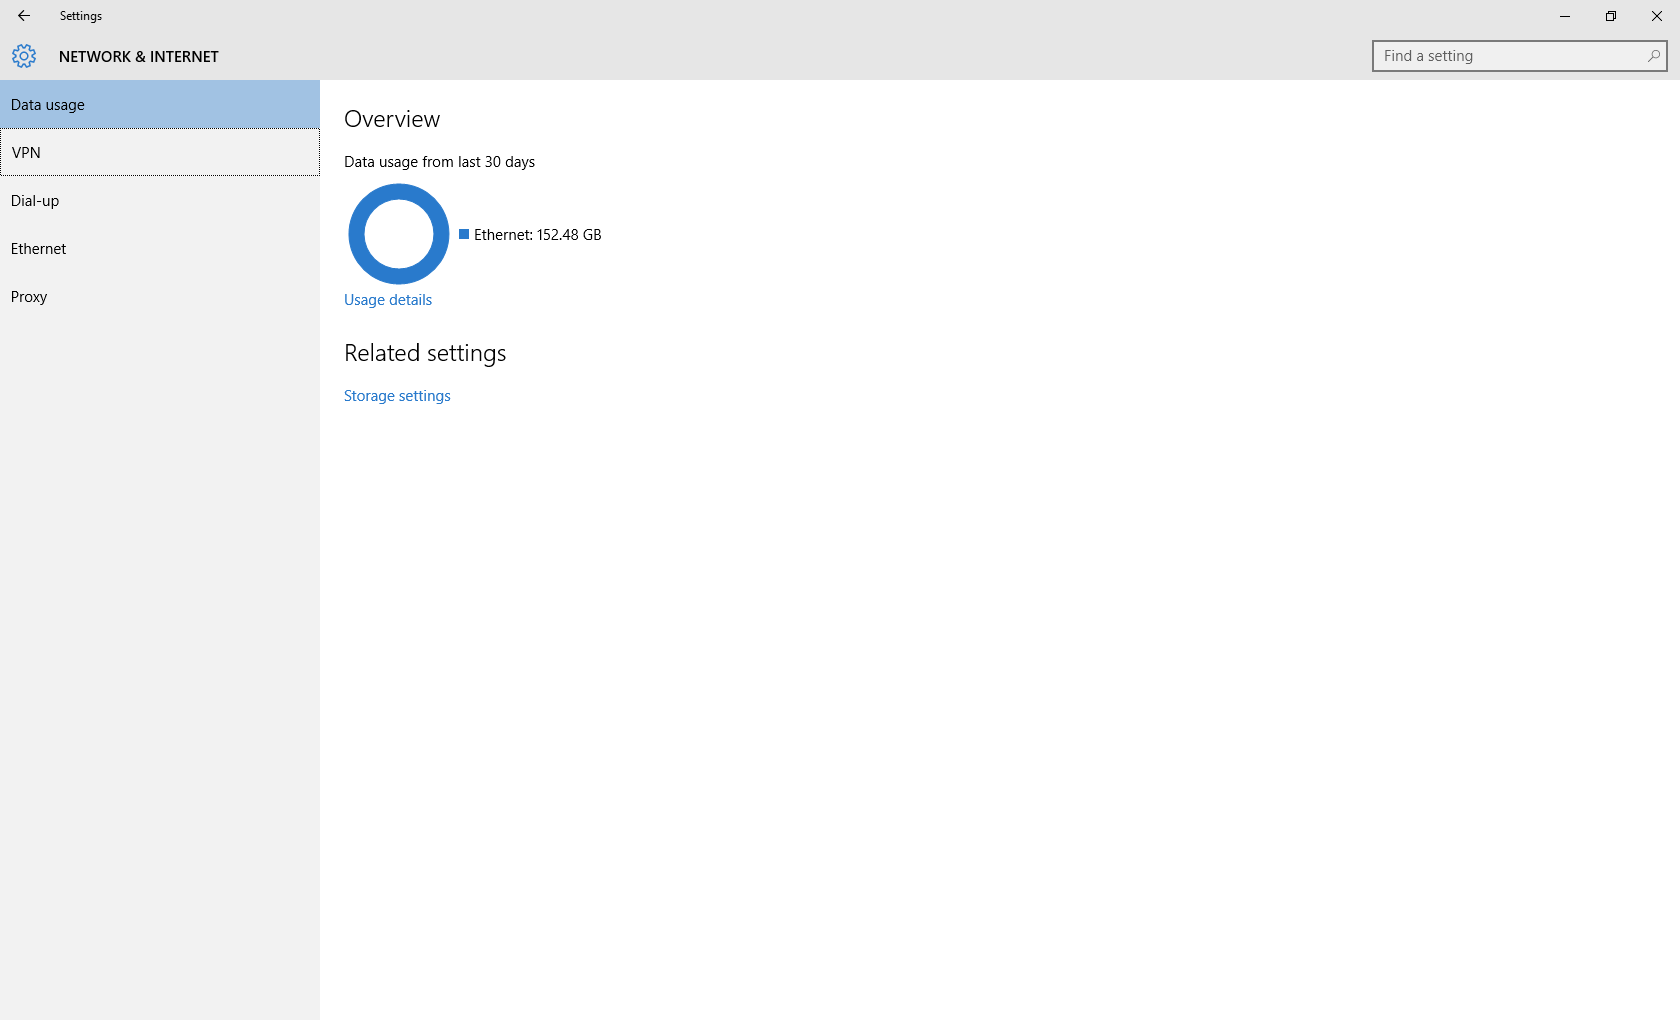 Settings
NETWORK & INTERNET
Find a setting
Data usage
VPN
Dial-up
Ethernet
Proxy
Overview
Data usage from last 30 days
Ethernet: 152.48 GB
Usage details
Related settings
Storage settings